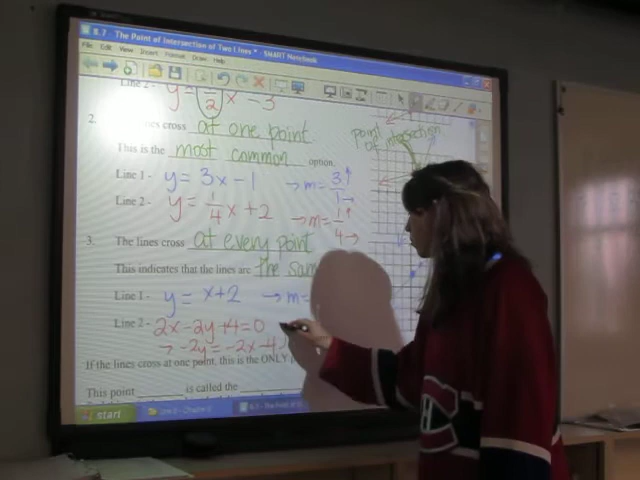 8.7 The Point of Intersection of Two Lines * - SMART Notebook
File Edit View Insert Format Draw Help
Line 2 - y = /2 x - 3
2. es cross at one point
This is the most common option.
point of intersection
Line 1 - y = 3x - 1 → m = 3↑/1→
Line 2 - y = 1/4 x + 2 → m = 1↑/4→
3. The lines cross at every point
This indicates that the lines are the sam
Line 1 - y = x + 2 → m =
Line 2 - 2x - 2y + 4 = 0
→ -2y = -2x - 4
If the lines cross at one point, this is the ONLY
This point ______ is called the
start